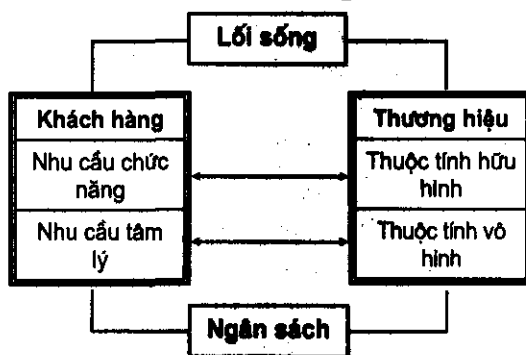 Lối sống
Khách hàng
Nhu cầu chức
năng
Nhu cầu tâm
lý
Thương hiệu
Thuộc tính hữu
hình
Thuộc tính vô
hình
Ngân sách